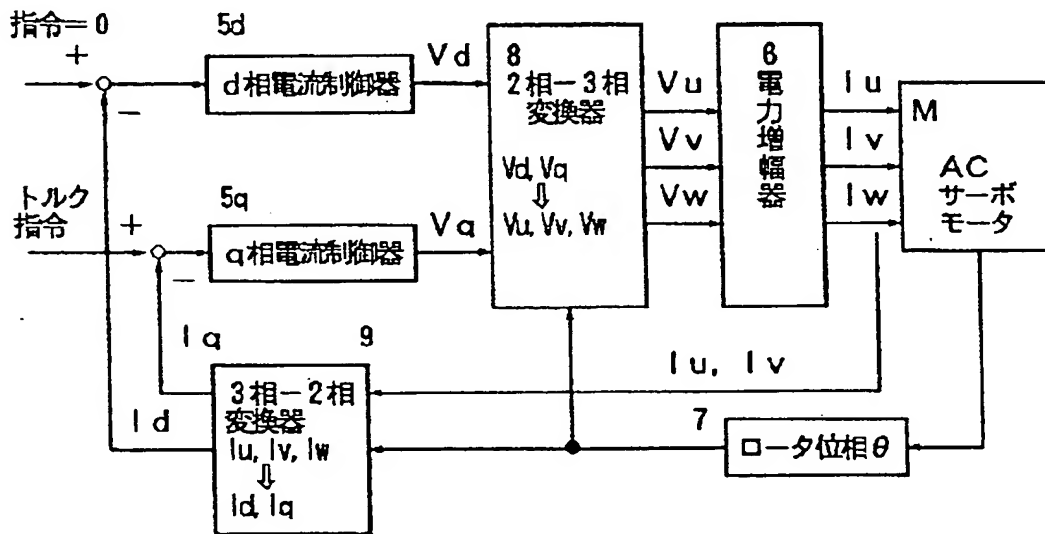 指令=0
+
−
5d
d相電流制御器
Vd
トルク
指令
+
−
5q
q相電流制御器
Vq
8
2相−3相
変換器
Vd, Vq
⇩
Vu, Vv, Vw
Vu
Vv
Vw
6
電力増幅器
Iu
Iv
Iw
M
AC
サーボ
モータ
Iq
Id
9
3相−2相
変換器
Iu, Iv, Iw
⇩
Id, Iq
Iu, Iv
7
ロータ位相θ